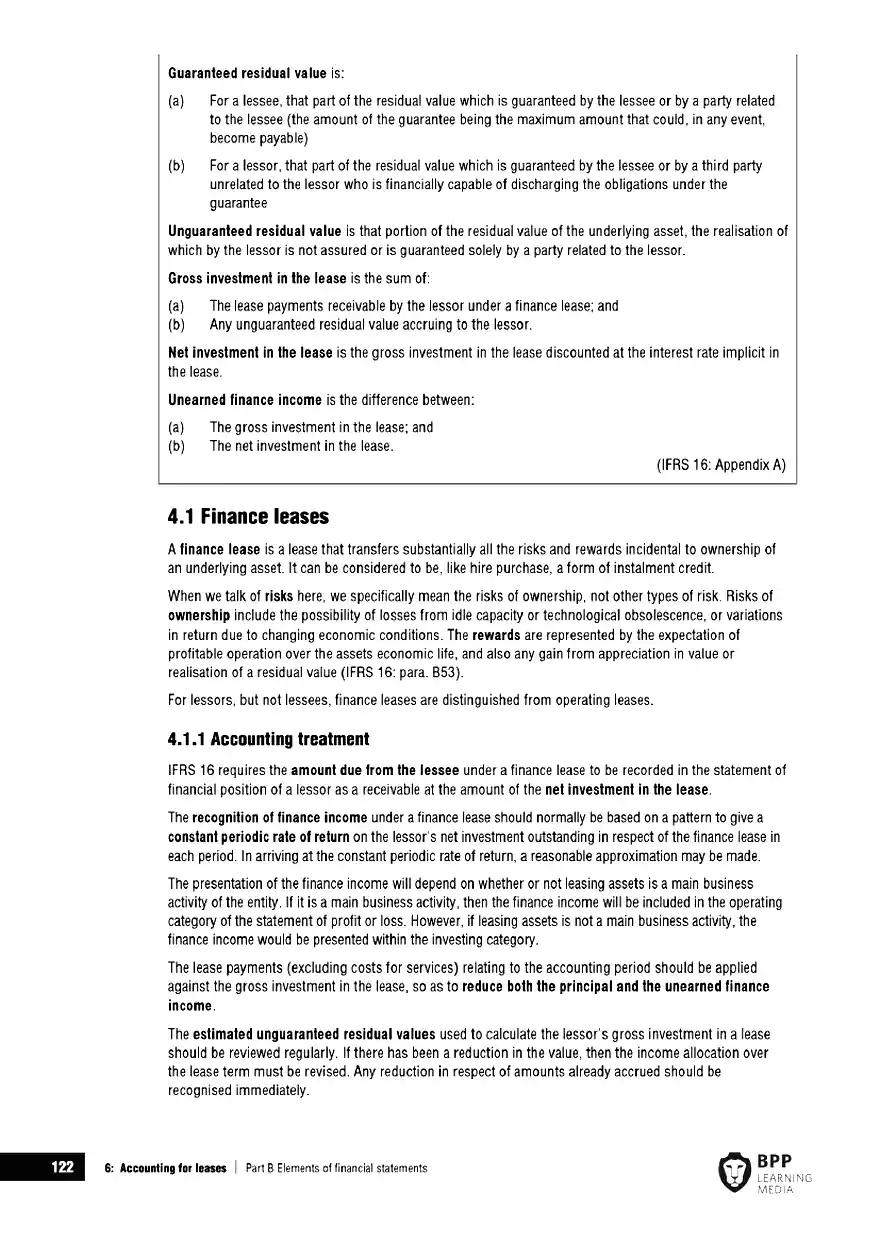 Guaranteed residual value is:
(a) For a lessee, that part of the residual value which is guaranteed by the lessee or by a party related
to the lessee (the amount of the guarantee being the maximum amount that could, in any event,
become payable)
(b) For a lessor, that part of the residual value which is guaranteed by the lessee or by a third party
unrelated to the lessor who is financially capable of discharging the obligations under the
guarantee
Unguaranteed residual value is that portion of the residual value of the underlying asset, the realisation of
which by the lessor is not assured or is guaranteed solely by a party related to the lessor.
Gross investment in the lease is the sum of:
(a) The lease payments receivable by the lessor under a finance lease; and
(b) Any unguaranteed residual value accruing to the lessor.
Net investment in the lease is the gross investment in the lease discounted at the interest rate implicit in
the lease.
Unearned finance income is the difference between:
(a) The gross investment in the lease; and
(b) The net investment in the lease.
(IFRS 16: Appendix A)
4.1 Finance leases
A finance lease is a lease that transfers substantially all the risks and rewards incidental to ownership of
an underlying asset. It can be considered to be, like hire purchase, a form of instalment credit.
When we talk of risks here, we specifically mean the risks of ownership, not other types of risk. Risks of
ownership include the possibility of losses from idle capacity or technological obsolescence, or variations
in return due to changing economic conditions. The rewards are represented by the expectation of
profitable operation over the assets economic life, and also any gain from appreciation in value or
realisation of a residual value (IFRS 16: para. B53).
For lessors, but not lessees, finance leases are distinguished from operating leases.
4.1.1 Accounting treatment
IFRS 16 requires the amount due from the lessee under a finance lease to be recorded in the statement of
financial position of a lessor as a receivable at the amount of the net investment in the lease.
The recognition of finance income under a finance lease should normally be based on a pattern to give a
constant periodic rate of return on the lessor's net investment outstanding in respect of the finance lease in
each period. In arriving at the constant periodic rate of return, a reasonable approximation may be made.
The presentation of the finance income will depend on whether or not leasing assets is a main business
activity of the entity. If it is a main business activity, then the finance income will be included in the operating
category of the statement of profit or loss. However, if leasing assets is not a main business activity, the
finance income would be presented within the investing category.
The lease payments (excluding costs for services) relating to the accounting period should be applied
against the gross investment in the lease, so as to reduce both the principal and the unearned finance
income.
The estimated unguaranteed residual values used to calculate the lessor's gross investment in a lease
should be reviewed regularly. If there has been a reduction in the value, then the income allocation over
the lease term must be revised. Any reduction in respect of amounts already accrued should be
recognised immediately.
122 6: Accounting for leases | Part B Elements of financial statements
BPP
LEARNING
MEDIA